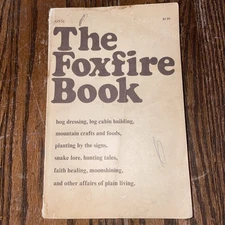 The
Foxfire
Book
hog dressing, log cabin building,
mountain crafts and foods,
planting by the signs,
snake lore, hunting tales,
faith healing, moonshining,
and other affairs of plain living.